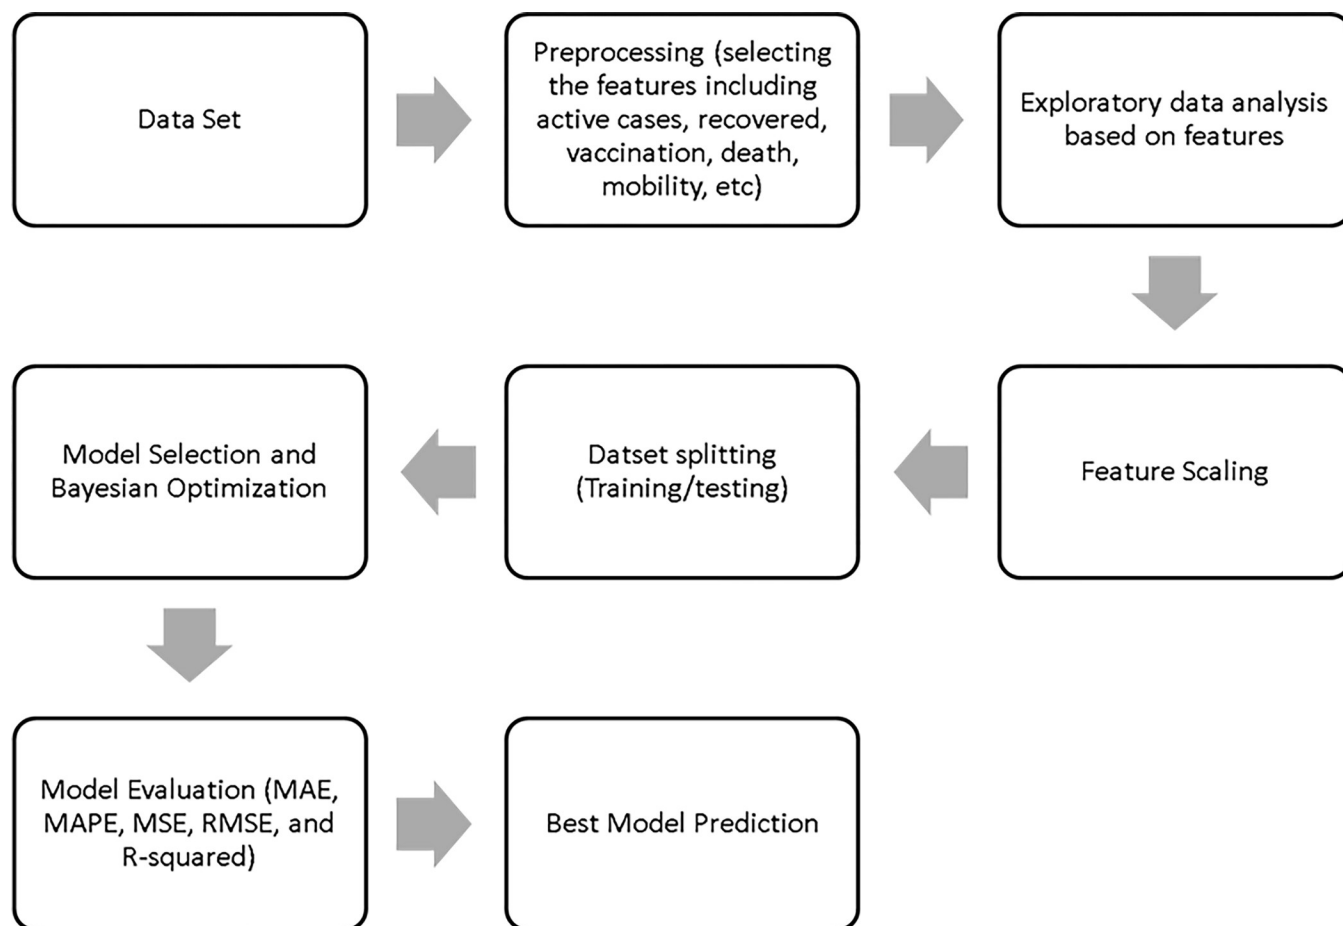 Data Set
Preprocessing (selecting
the features including
active cases, recovered,
vaccination, death,
mobility, etc)
Exploratory data analysis
based on features
Feature Scaling
Datset splitting
(Training/testing)
Model Selection and
Bayesian Optimization
Model Evaluation (MAE,
MAPE, MSE, RMSE, and
R-squared)
Best Model Prediction